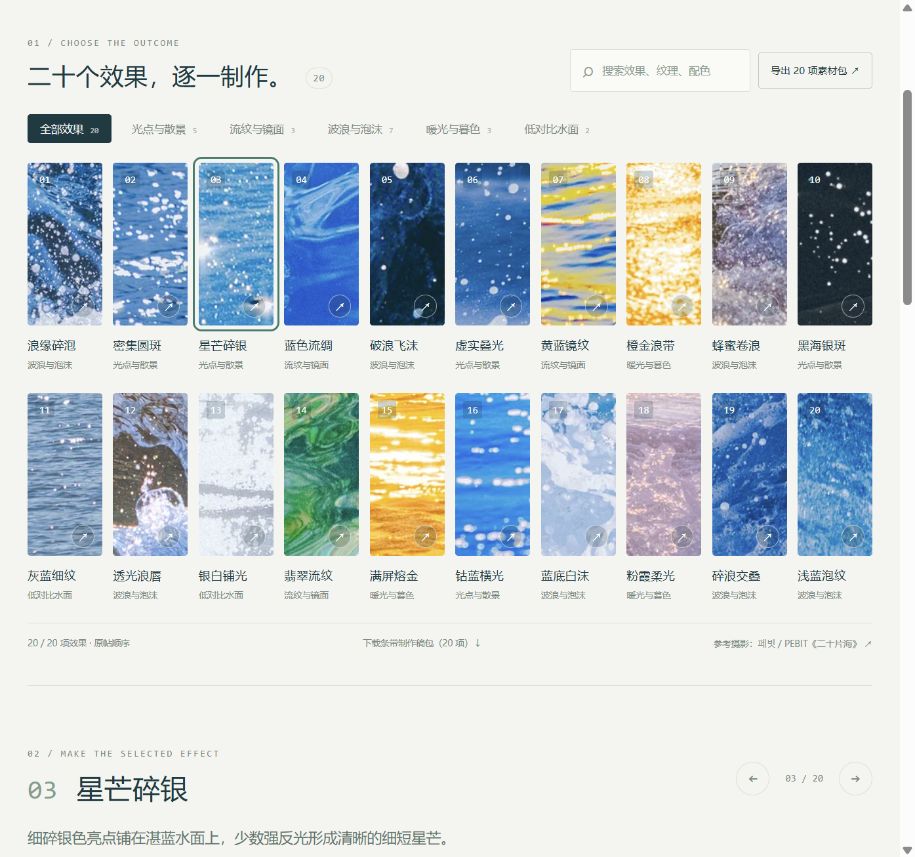 01 / CHOOSE THE OUTCOME
二十个效果，逐一制作。 20
搜索效果、纹理、配色
导出 20 项素材包 ↗
全部效果 20 光点与散景 5 流纹与镜面 3 波浪与泡沫 7 暖光与暮色 3 低对比水面 2
01 02 03 04 05 06 07 08 09 10
浪缘碎泡 密集圆斑 星芒碎银 蓝色流绸 破浪飞沫 虚实叠光 黄蓝镜纹 橙金浪带 蜂蜜卷浪 黑海银斑
波浪与泡沫 光点与散景 光点与散景 流纹与镜面 波浪与泡沫 光点与散景 流纹与镜面 暖光与暮色 波浪与泡沫 光点与散景
11 12 13 14 15 16 17 18 19 20
灰蓝细纹 透光浪唇 银白铺光 翡翠流纹 满屏熔金 钴蓝横光 蓝底白沫 粉霞柔光 碎浪交叠 浅蓝泡纹
低对比水面 波浪与泡沫 低对比水面 流纹与镜面 暖光与暮色 光点与散景 波浪与泡沫 暖光与暮色 波浪与泡沫 波浪与泡沫
20 / 20 项效果 · 原帖顺序
下载条带制作稿包（20 项） ↓
参考摄影：페빗 / PEBIT《二十片海》 ↗
02 / MAKE THE SELECTED EFFECT
03 星芒碎银
← 03 / 20 →
细碎银色亮点铺在湛蓝水面上，少数强反光形成清晰的细短星芒。